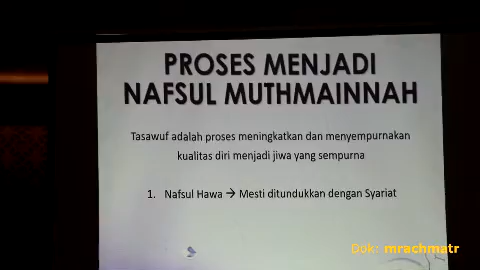 PROSES MENJADI
NAFSUL MUTHMAINNAH
Tasawuf adalah proses meningkatkan dan menyempurnakan
kualitas diri menjadi jiwa yang sempurna
1. Nafsul Hawa → Mesti ditundukkan dengan Syariat
Dok: mrachmatr